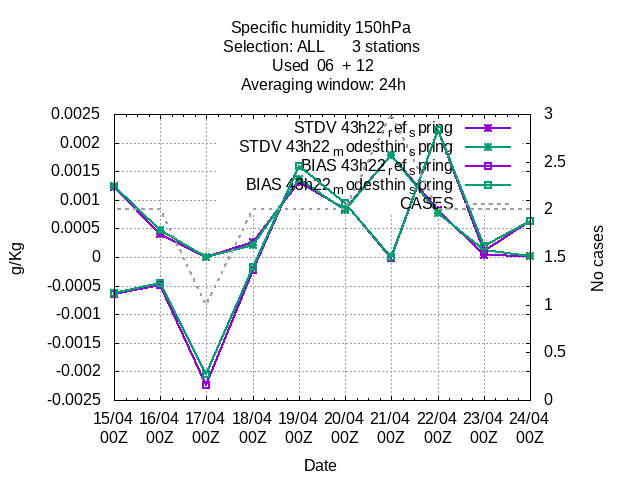 Specific humidity 150hPa
Selection: ALL 3 stations
Used 06 + 12
Averaging window: 24h
STDV 43h22_ref_spring
STDV 43h22_modesthin_spring
BIAS 43h22_ref_spring
BIAS 43h22_modesthin_spring
CASES
0.0025
0.002
0.0015
0.001
0.0005
0
-0.0005
-0.001
-0.0015
-0.002
-0.0025
g/Kg
3
2.5
2
1.5
1
0.5
0
No cases
15/04 16/04 17/04 18/04 19/04 20/04 21/04 22/04 23/04 24/04
00Z 00Z 00Z 00Z 00Z 00Z 00Z 00Z 00Z 00Z
Date